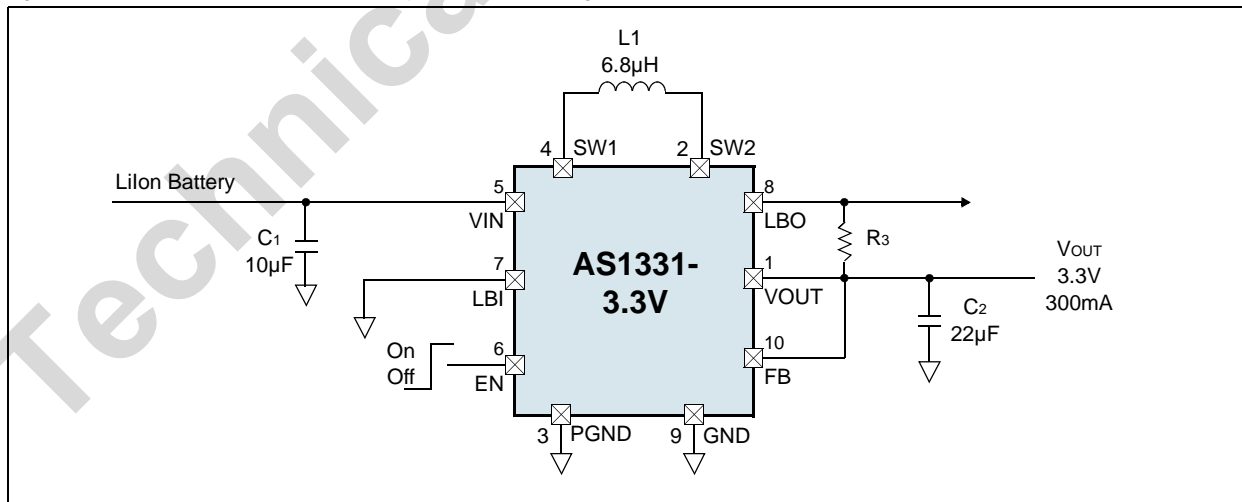 Technica
L1
6.8µH
4 SW1
2 SW2
LiIon Battery
5
VIN
8
LBO
C1
10µF
R3
7
LBI
AS1331-
3.3V
1
VOUT
VOUT
3.3V
300mA
C2
22µF
On
Off
6
EN
10
FB
3 PGND
9 GND